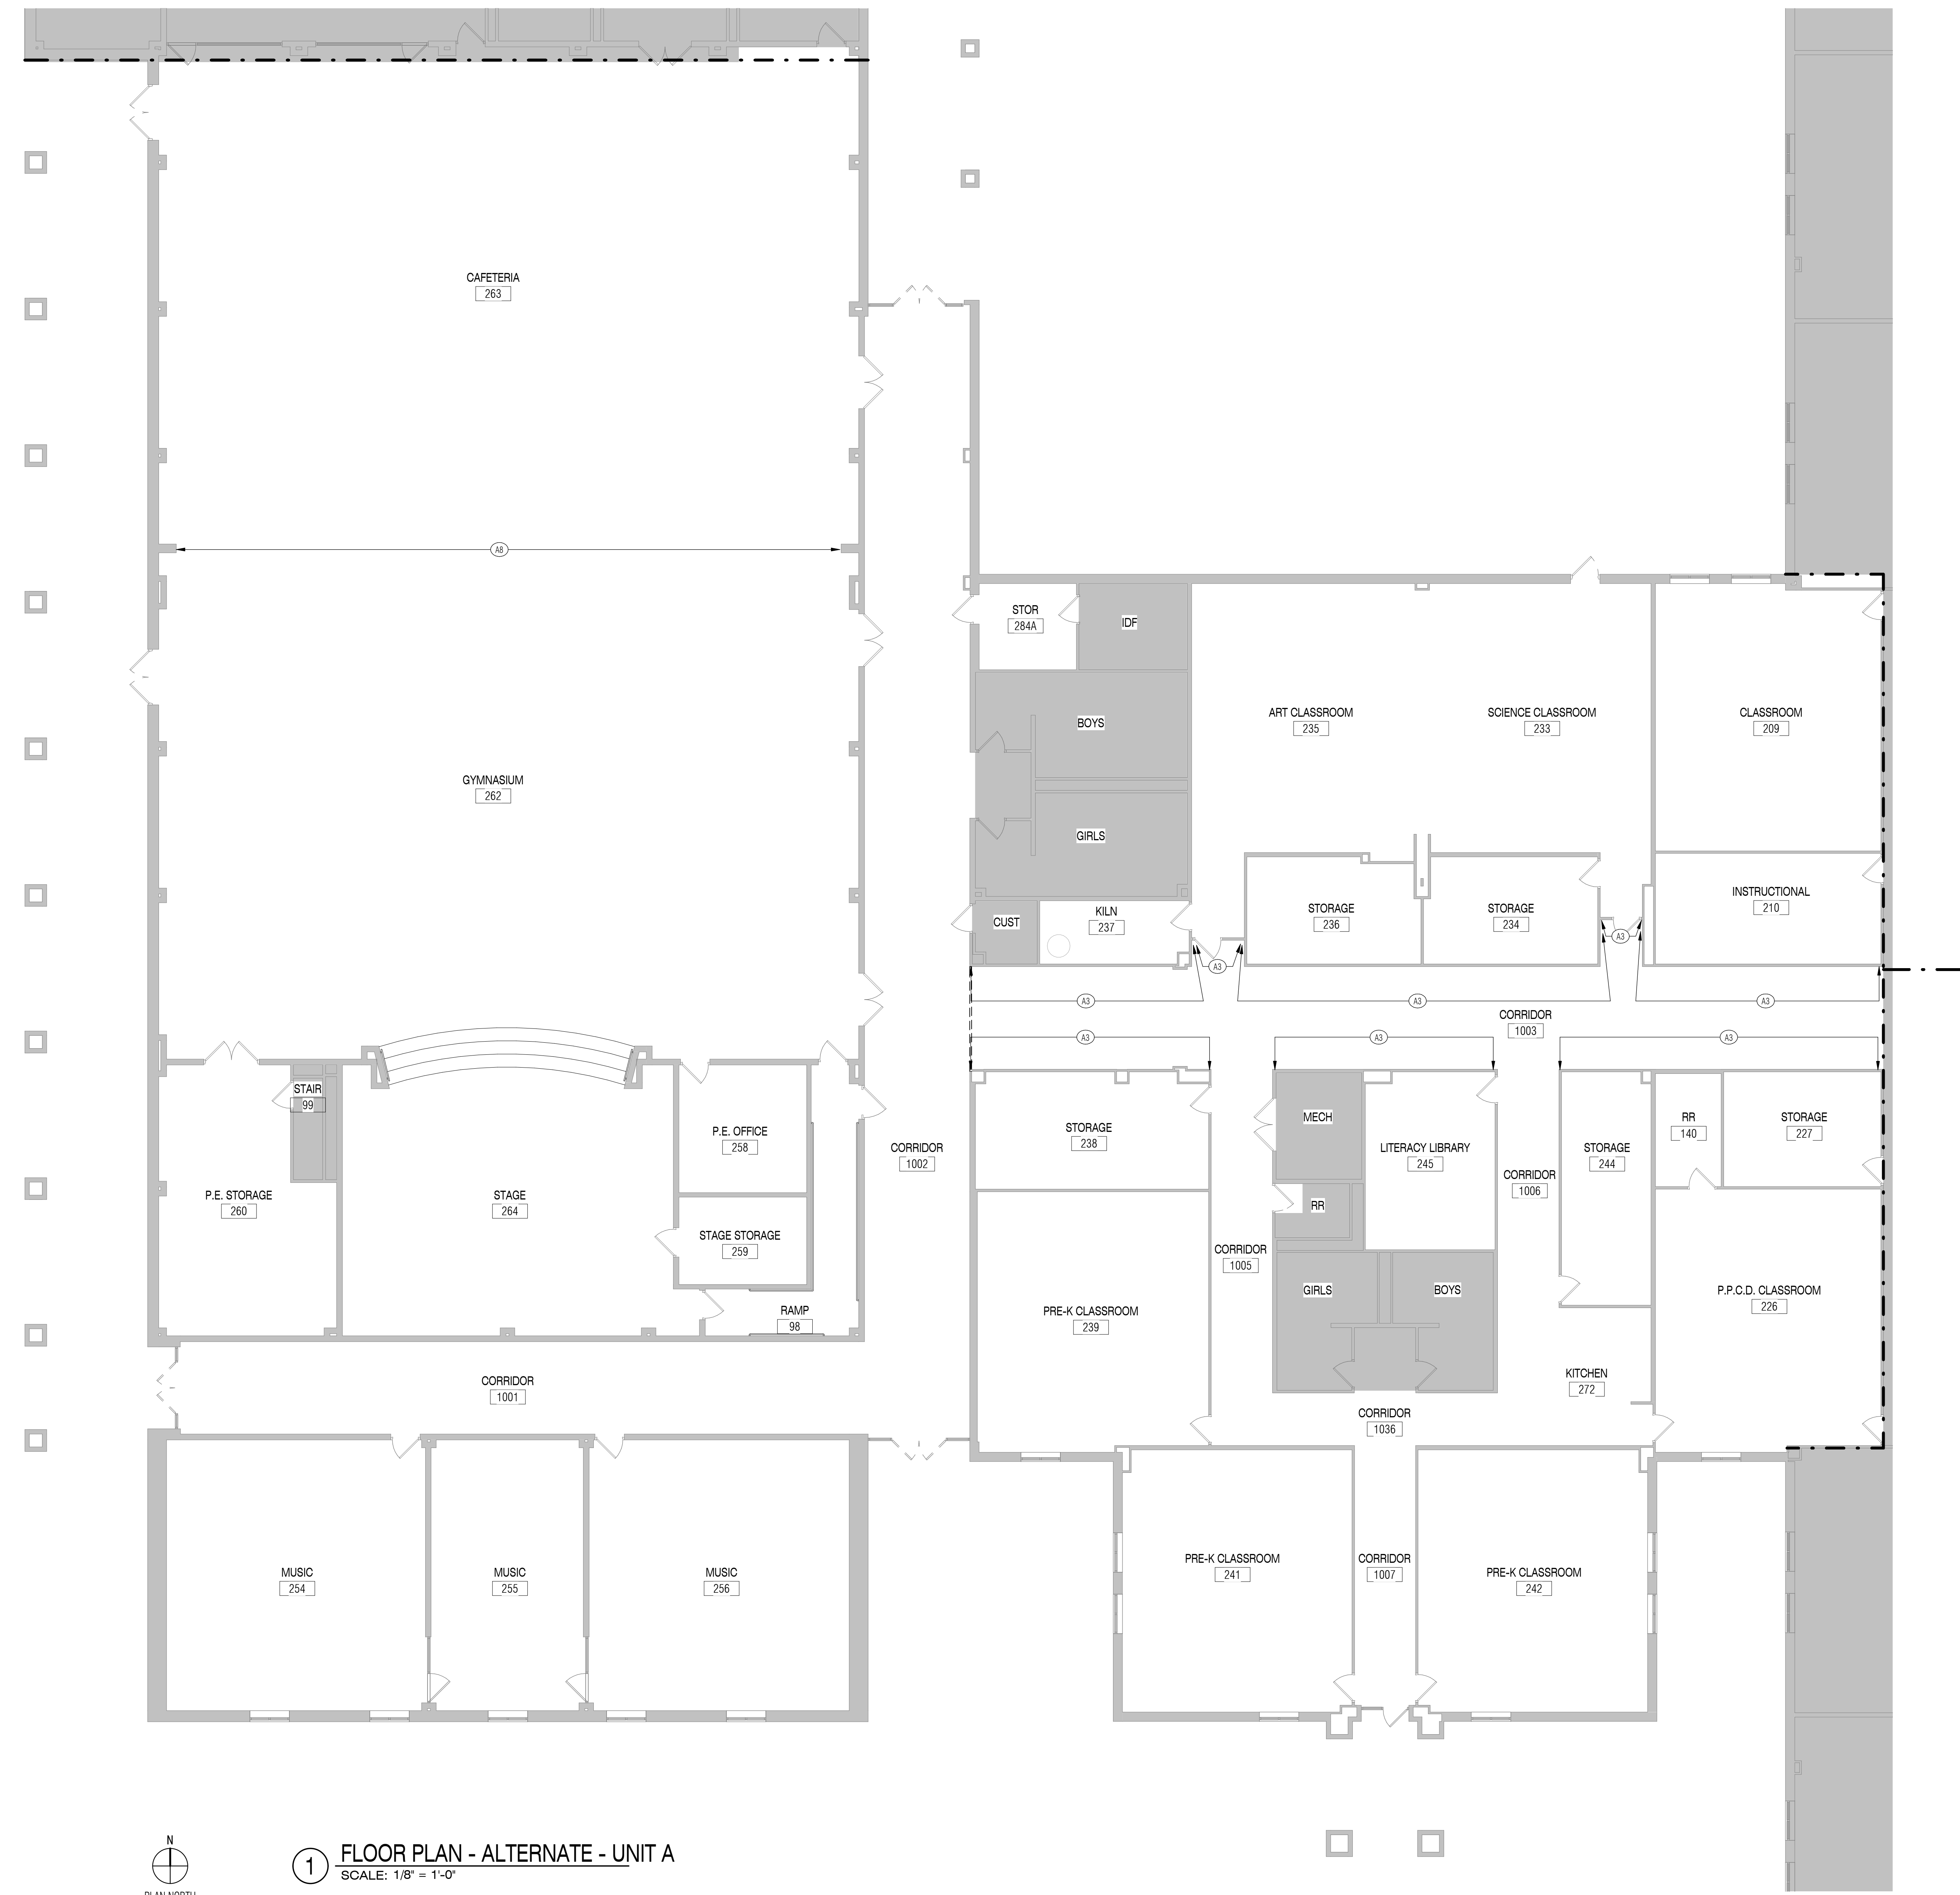 CAFETERIA
263
A8
STOR
284A
IDF
BOYS
ART CLASSROOM
235
SCIENCE CLASSROOM
233
CLASSROOM
209
GYMNASIUM
262
GIRLS
INSTRUCTIONAL
210
CUST
KILN
237
STORAGE
236
STORAGE
234
A3
A3
A3
A3
A3
CORRIDOR
1003
A3
A3
A3
STAIR
99
P.E. OFFICE
258
CORRIDOR
1002
STORAGE
238
MECH
LITERACY LIBRARY
245
CORRIDOR
1006
STORAGE
244
RR
140
STORAGE
227
P.E. STORAGE
260
STAGE
264
STAGE STORAGE
259
RR
CORRIDOR
1005
RAMP
98
PRE-K CLASSROOM
239
GIRLS
BOYS
P.P.C.D. CLASSROOM
226
CORRIDOR
1001
KITCHEN
272
CORRIDOR
1036
MUSIC
254
MUSIC
255
MUSIC
256
PRE-K CLASSROOM
241
CORRIDOR
1007
PRE-K CLASSROOM
242
N
PLAN NORTH
1
FLOOR PLAN - ALTERNATE - UNIT A
SCALE: 1/8" = 1'-0"